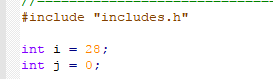 //------------------------------------
#include "includes.h"
int i = 28;
int j = 0;